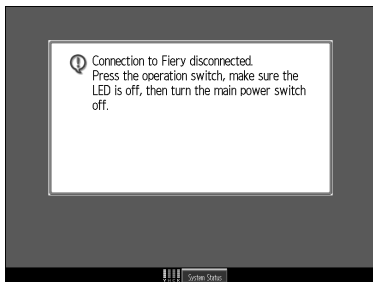 Connection to Fiery disconnected.
Press the operation switch, make sure the
LED is off, then turn the main power switch
off.
System Status